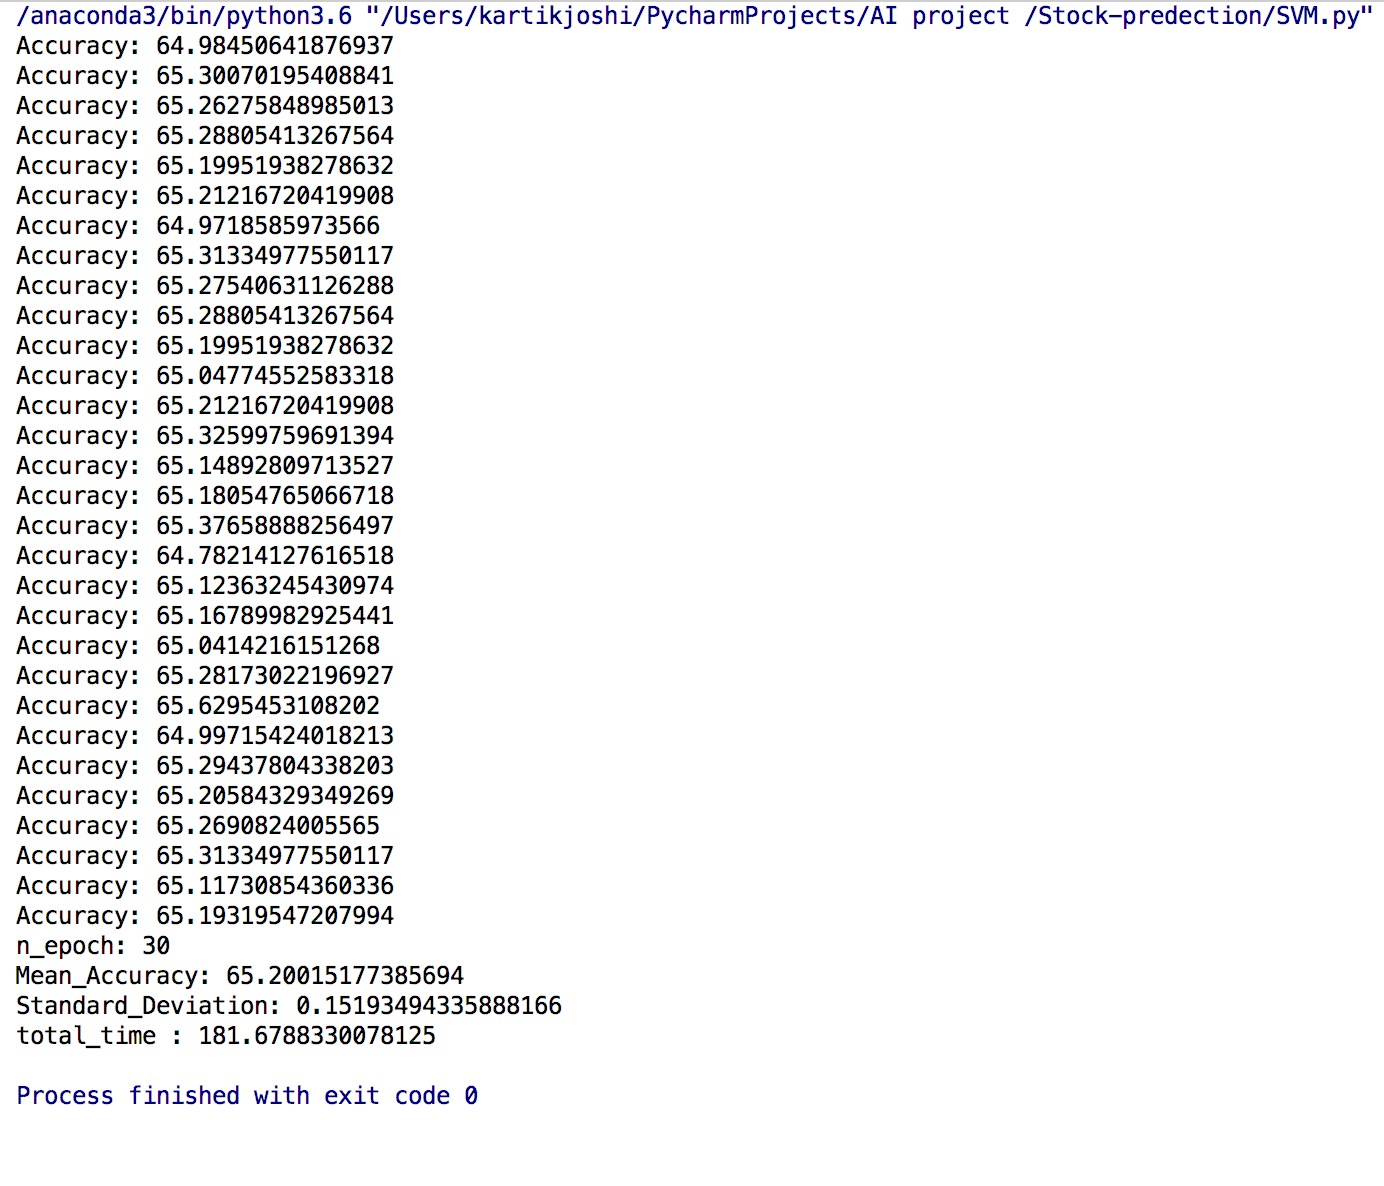 /anaconda3/bin/python3.6 "/Users/kartikjoshi/PycharmProjects/AI project /Stock-predection/SVM.py"
Accuracy: 64.98450641876937
Accuracy: 65.30070195408841
Accuracy: 65.26275848985013
Accuracy: 65.28805413267564
Accuracy: 65.19951938278632
Accuracy: 65.21216720419908
Accuracy: 64.9718585973566
Accuracy: 65.31334977550117
Accuracy: 65.27540631126288
Accuracy: 65.28805413267564
Accuracy: 65.19951938278632
Accuracy: 65.04774552583318
Accuracy: 65.21216720419908
Accuracy: 65.32599759691394
Accuracy: 65.14892809713527
Accuracy: 65.18054765066718
Accuracy: 65.37658888256497
Accuracy: 64.78214127616518
Accuracy: 65.12363245430974
Accuracy: 65.16789982925441
Accuracy: 65.0414216151268
Accuracy: 65.28173022196927
Accuracy: 65.6295453108202
Accuracy: 64.99715424018213
Accuracy: 65.29437804338203
Accuracy: 65.20584329349269
Accuracy: 65.2690824005565
Accuracy: 65.31334977550117
Accuracy: 65.11730854360336
Accuracy: 65.19319547207994
n_epoch: 30
Mean_Accuracy: 65.20015177385694
Standard_Deviation: 0.15193494335888166
total_time : 181.6788330078125
Process finished with exit code 0